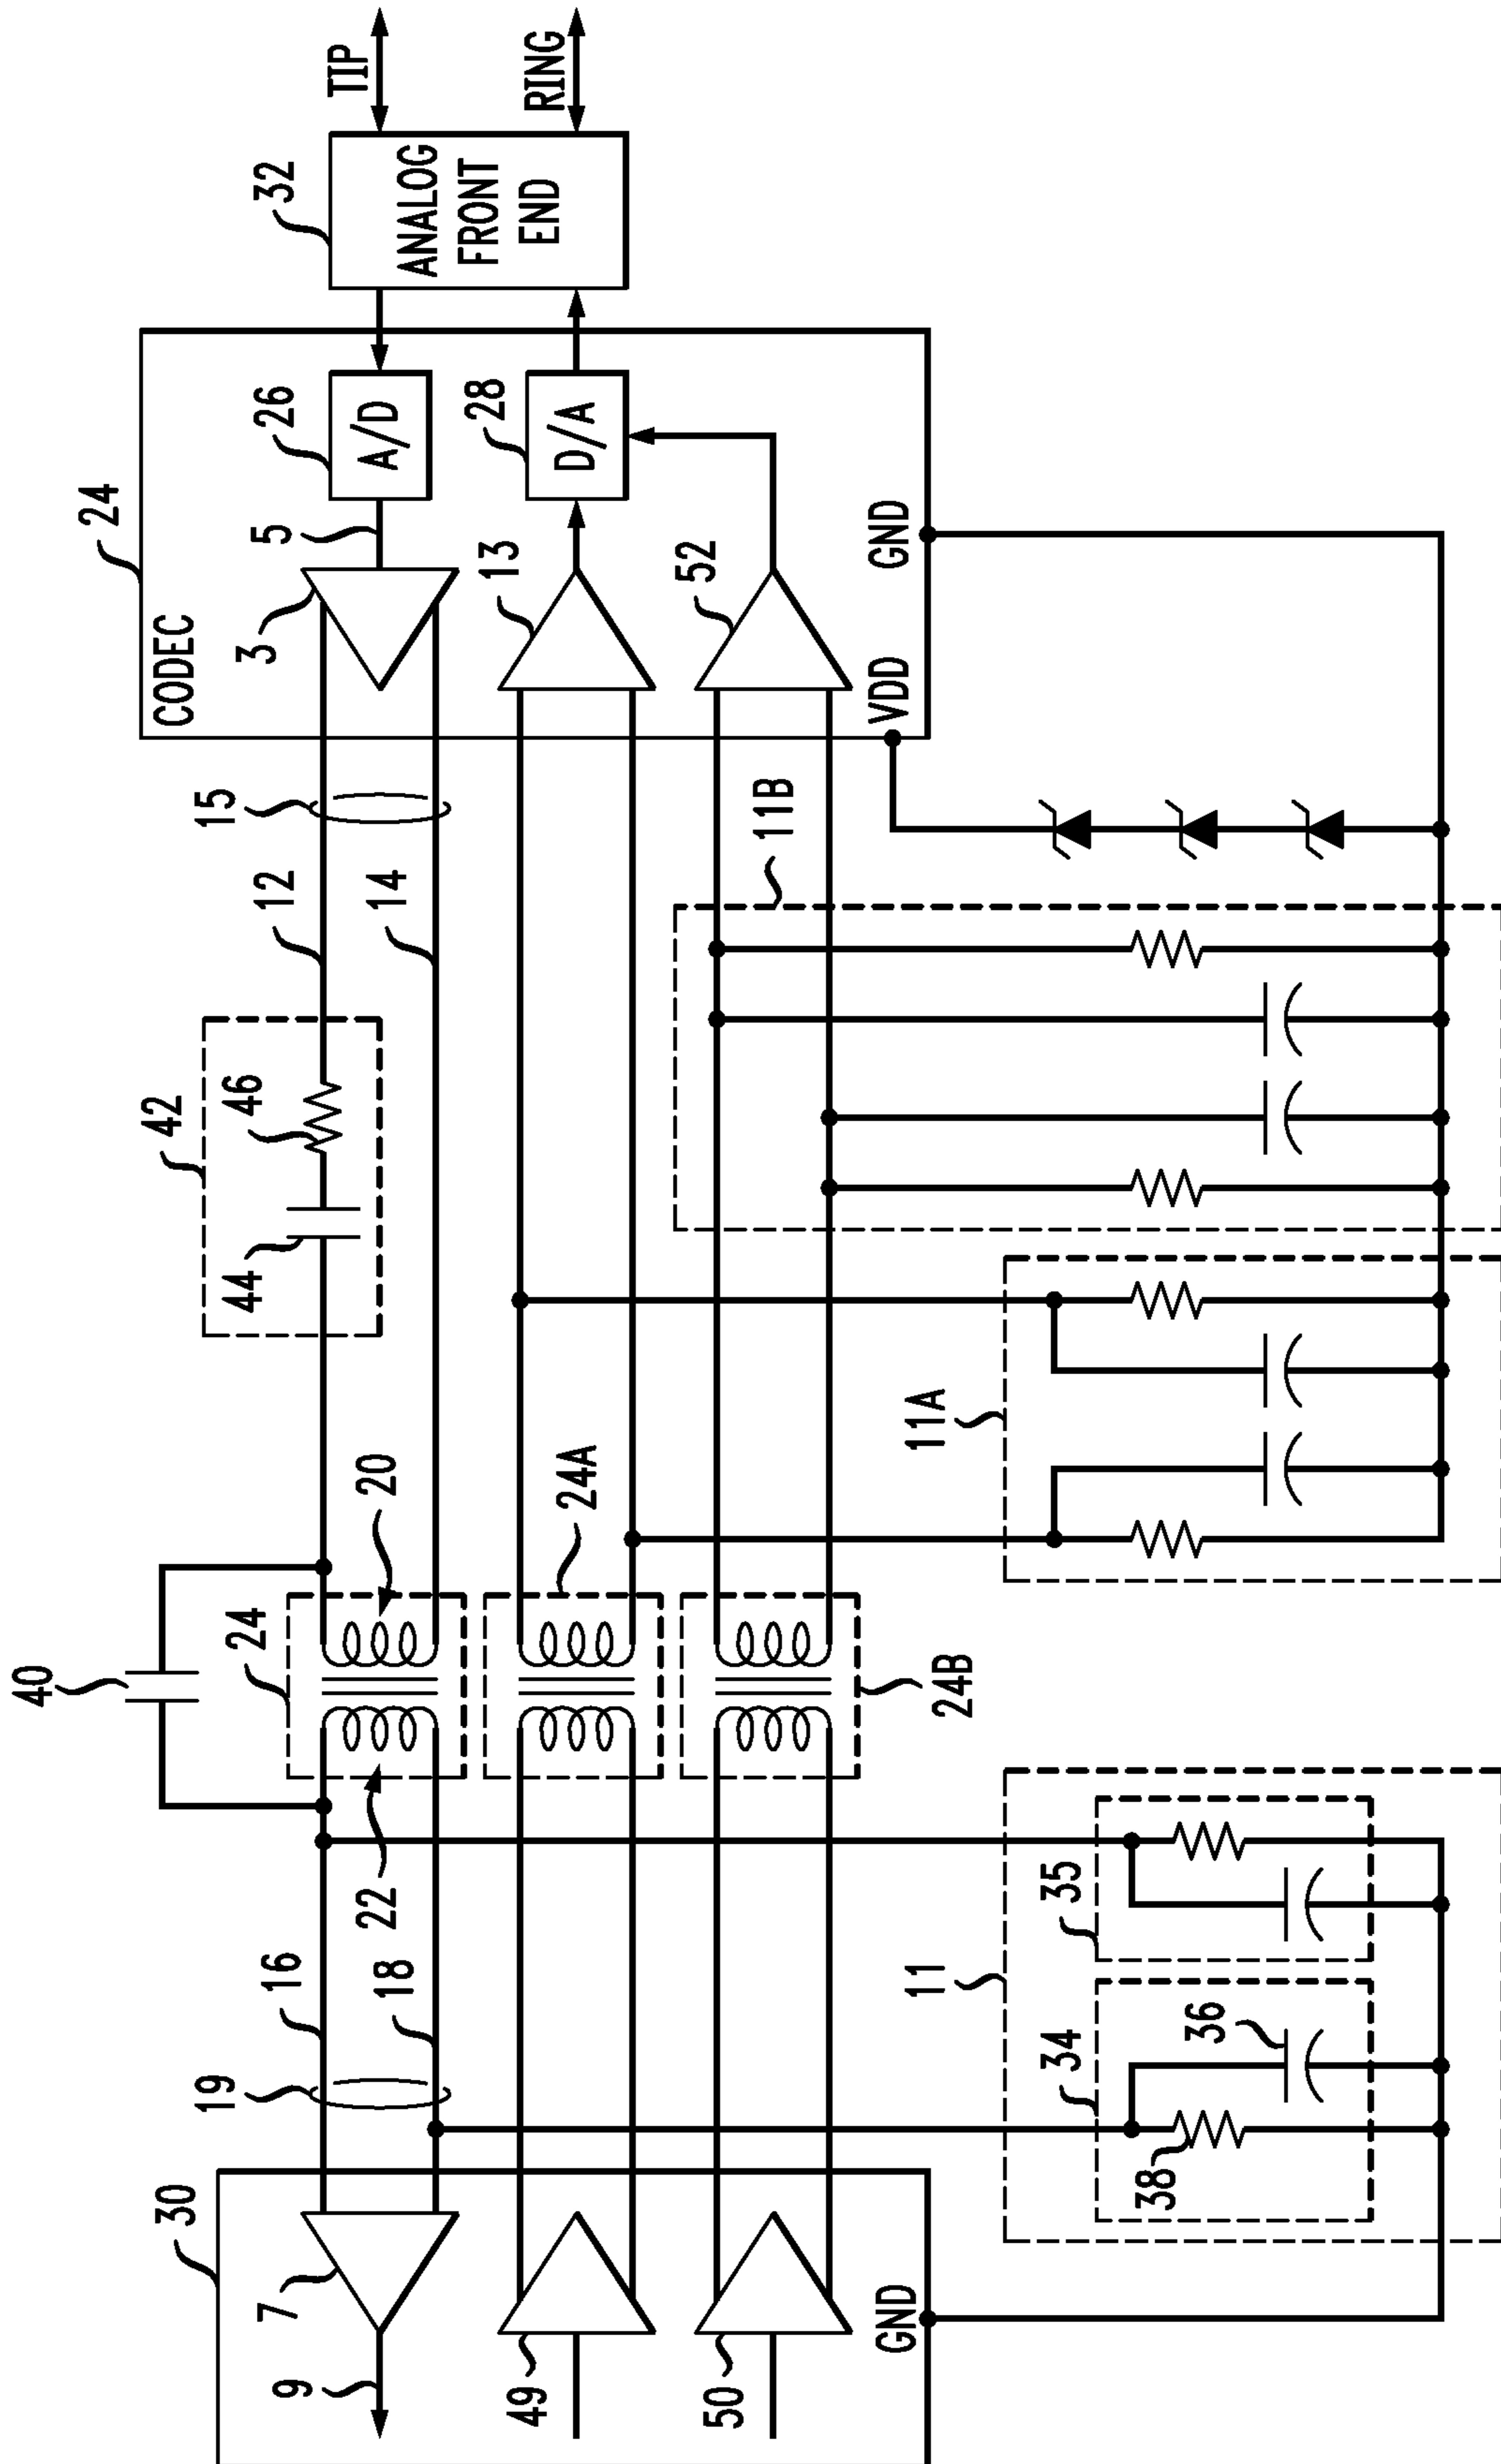 TIP
RING
32
ANALOG
FRONT
END
24
CODEC
26
A/D
5
3
28
D/A
13
52
VDD
GND
15
12
14
42
46
44
11B
11A
40
24
20
24A
24B
22
16
18
19
11
35
34
36
38
30
7
9
49
50
GND